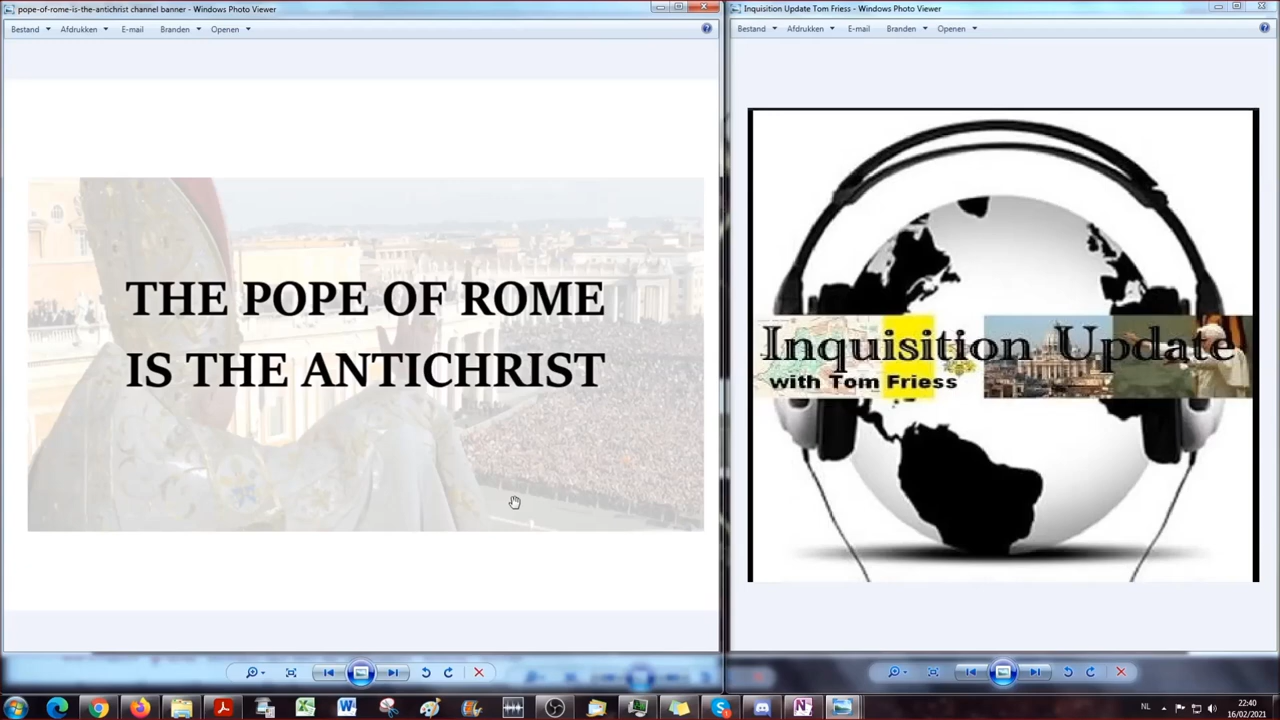 pope-of-rome-is-the-antichrist channel banner - Windows Photo Viewer
Bestand Afdrukken E-mail Branden Openen
THE POPE OF ROME
IS THE ANTICHRIST
Inquisition Update Tom Friess - Windows Photo Viewer
Bestand Afdrukken E-mail Branden Openen
Inquisition Update
with Tom Friess
NL
22:40
16/02/2021